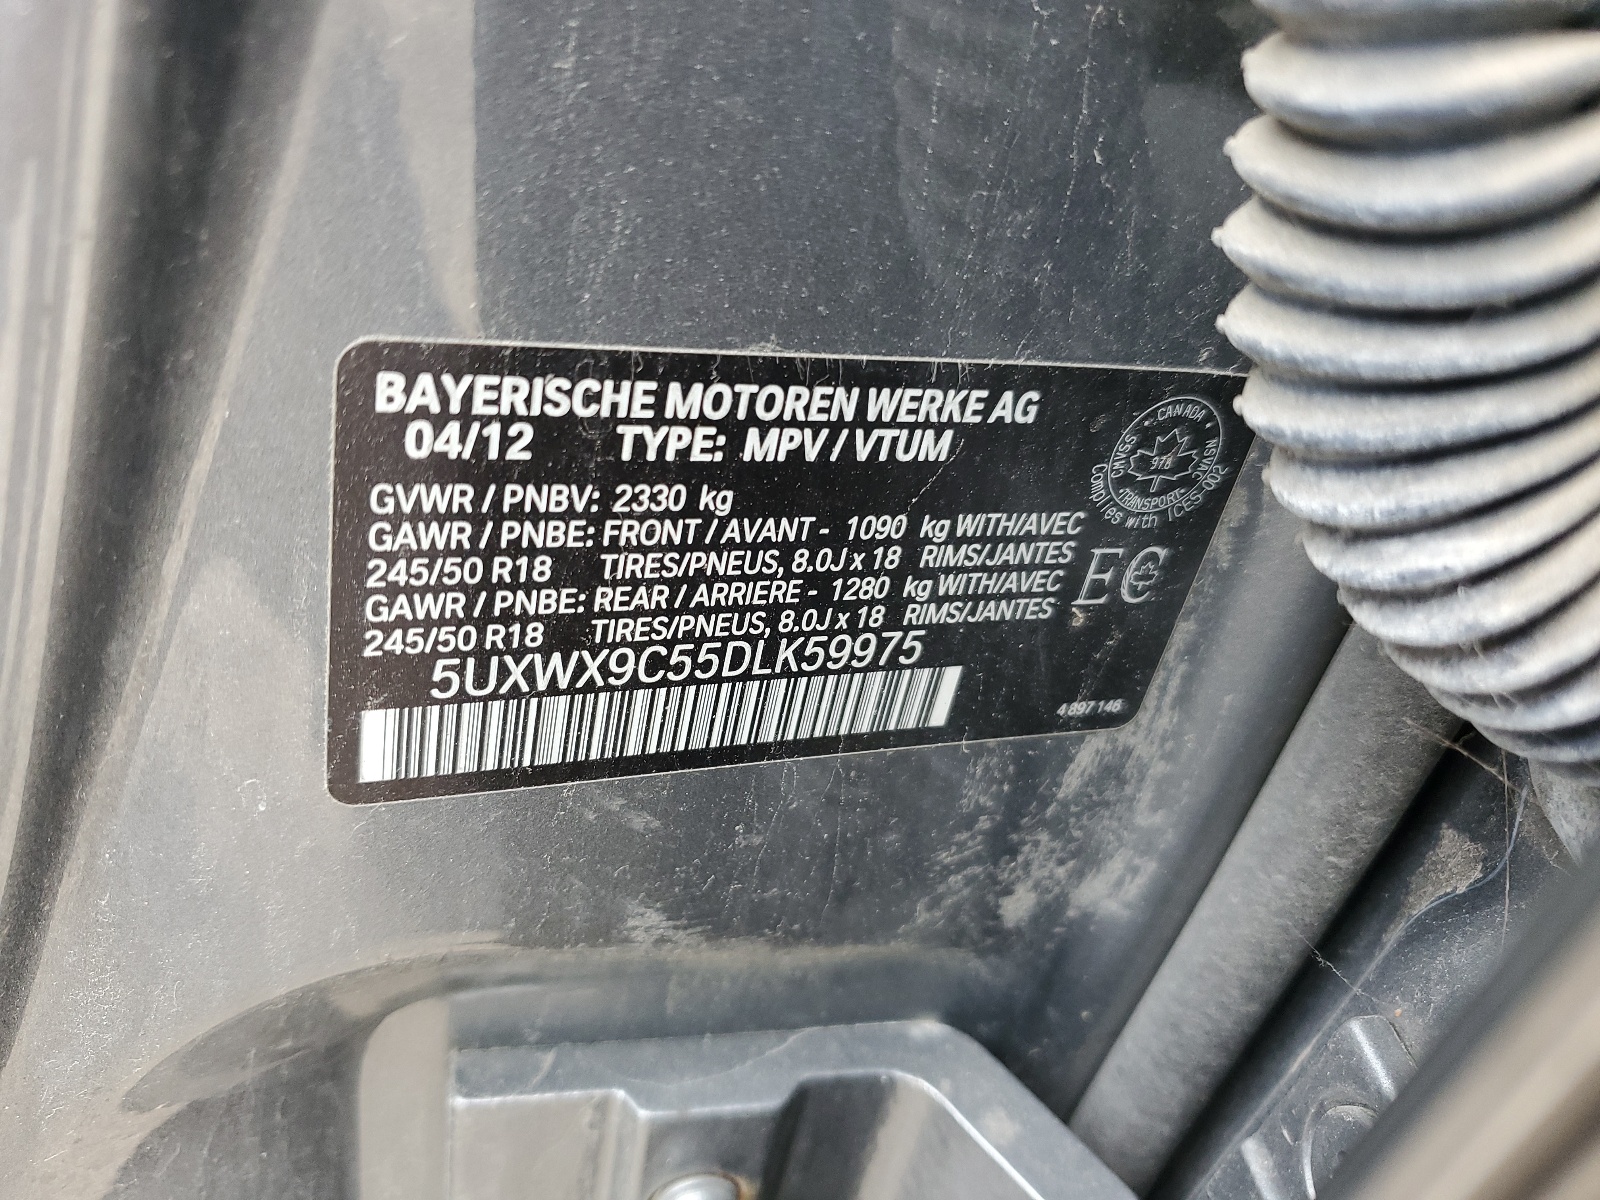 BAYERISCHE MOTOREN WERKE AG
04/12 TYPE: MPV / VTUM
GVWR / PNBV: 2330 kg
GAWR / PNBE: FRONT / AVANT - 1090 kg WITH/AVEC
245/50 R18 TIRES/PNEUS, 8.0J x 18 RIMS/JANTES
GAWR / PNBE: REAR / ARRIERE - 1280 kg WITH/AVEC
245/50 R18 TIRES/PNEUS, 8.0J x 18 RIMS/JANTES
5UXWX9C55DLK59975
4 897 146
CANADA
CMVSS
NSVAC
978
TRANSPORT
Complies with ICES-002
EC